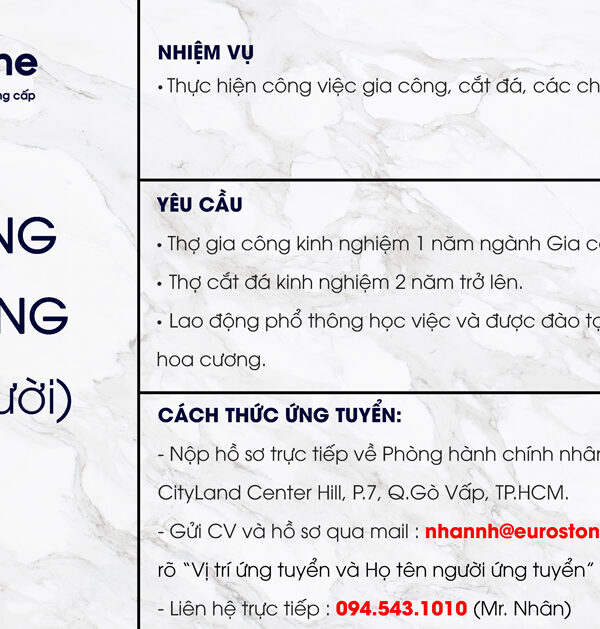 ne
ng cấp
NG
NG
ười)
NHIỆM VỤ
• Thực hiện công việc gia công, cắt đá, các ch
YÊU CẦU
• Thợ gia công kinh nghiệm 1 năm ngành Gia c
• Thợ cắt đá kinh nghiệm 2 năm trở lên.
• Lao động phổ thông học việc và được đào tạ
hoa cương.
CÁCH THỨC ỨNG TUYỂN:
- Nộp hồ sơ trực tiếp về Phòng hành chính nhân
CityLand Center Hill, P.7, Q.Gò Vấp, TP.HCM.
- Gửi CV và hồ sơ qua mail : nhannh@euroston
rõ “Vị trí ứng tuyển và Họ tên người ứng tuyển”
- Liên hệ trực tiếp : 094.543.1010 (Mr. Nhân)